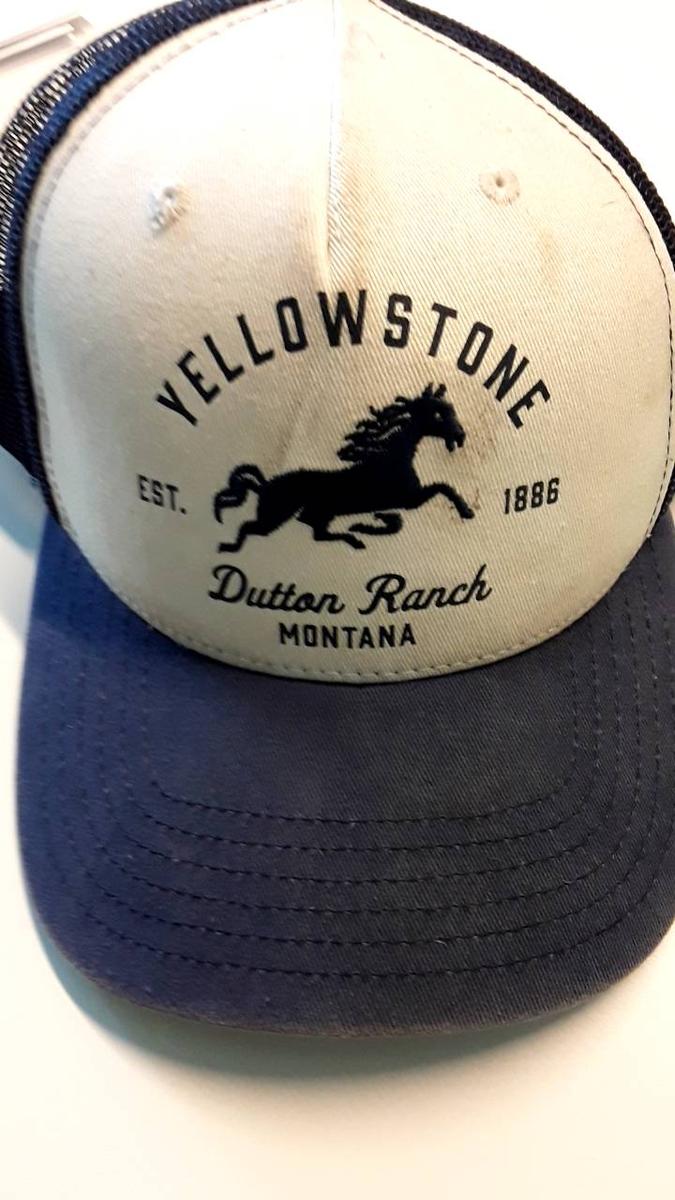 YELLOWSTONE
EST. 1886
Dutton Ranch
MONTANA